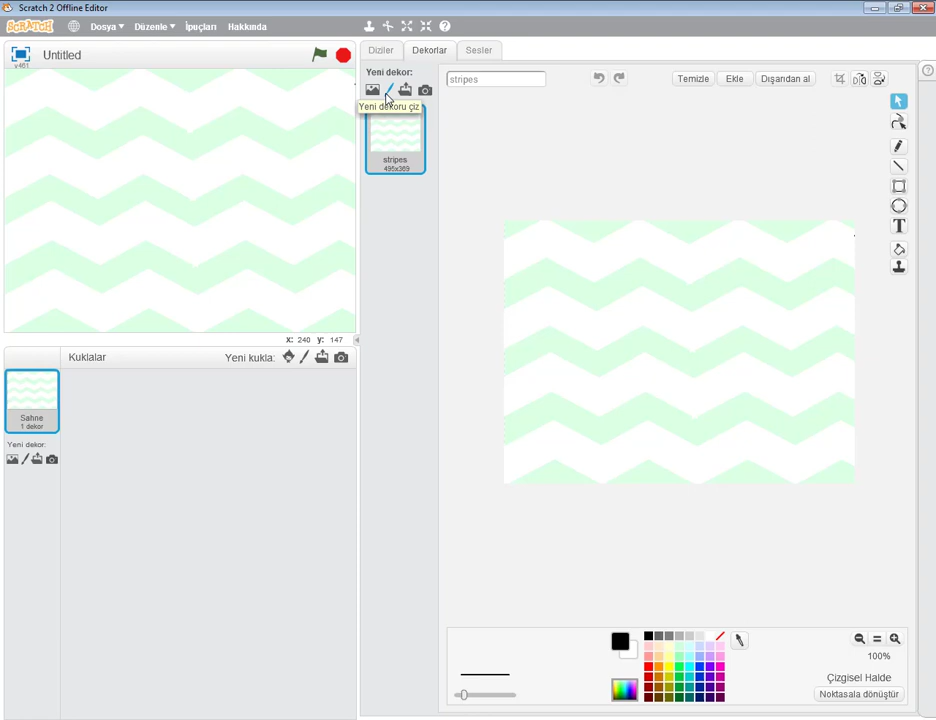 Scratch 2 Offline Editor
SCRATCH
Dosya
Düzenle
İpuçları
Hakkında
v461
Untitled
Diziler
Dekorlar
Sesler
Yeni dekor:
Yeni dekoru çiz
stripes
495x369
stripes
Temizle
Ekle
Dışarıdan al
T
x: 240 y: 147
Kuklalar
Yeni kukla:
Sahne
1 dekor
Yeni dekor:
100%
Çizgisel Halde
Noktasala dönüştür